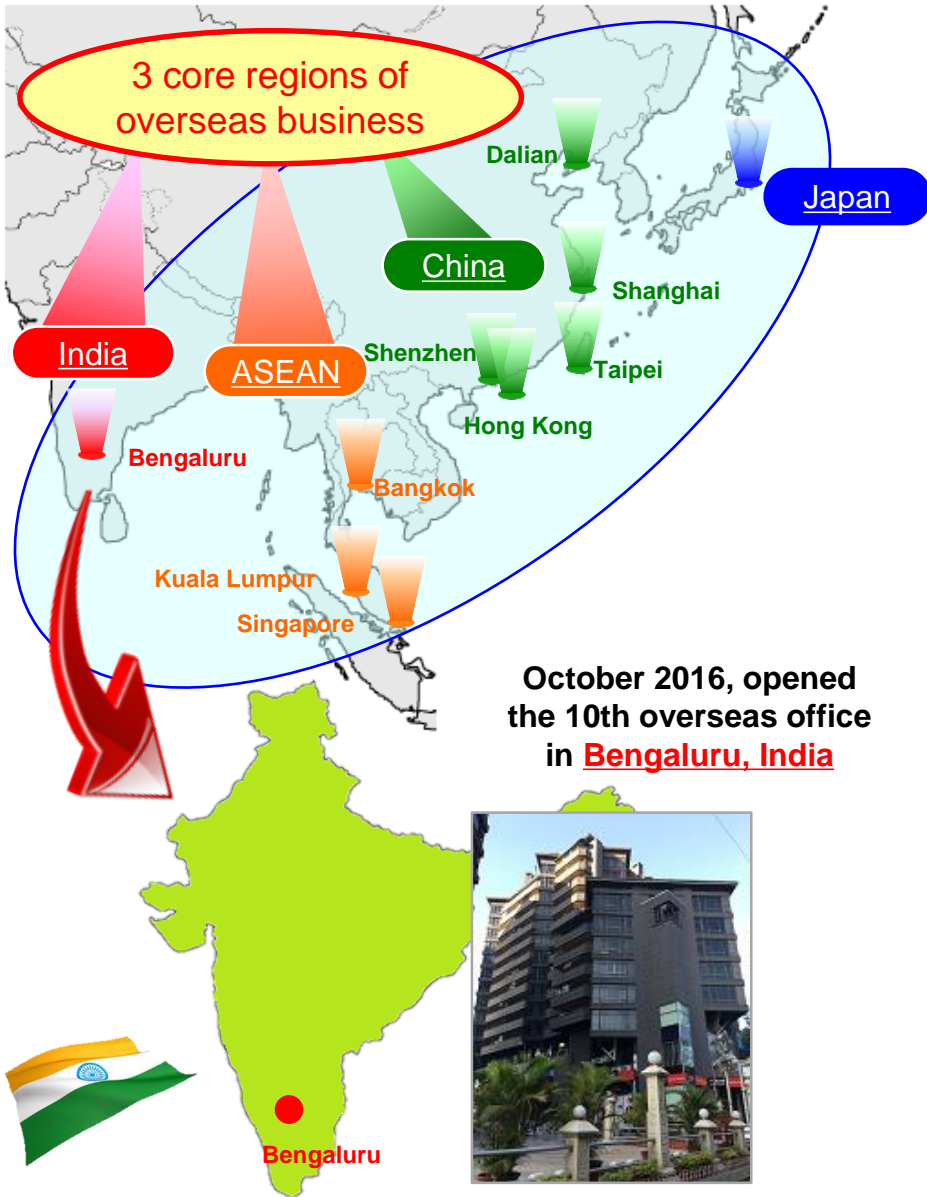 3 core regions of
overseas business
Dalian
Japan
China
Shanghai
India
ASEAN
Shenzhen
Taipei
Hong Kong
Bengaluru
Bangkok
Kuala Lumpur
Singapore
October 2016, opened
the 10th overseas office
in Bengaluru, India
Bengaluru